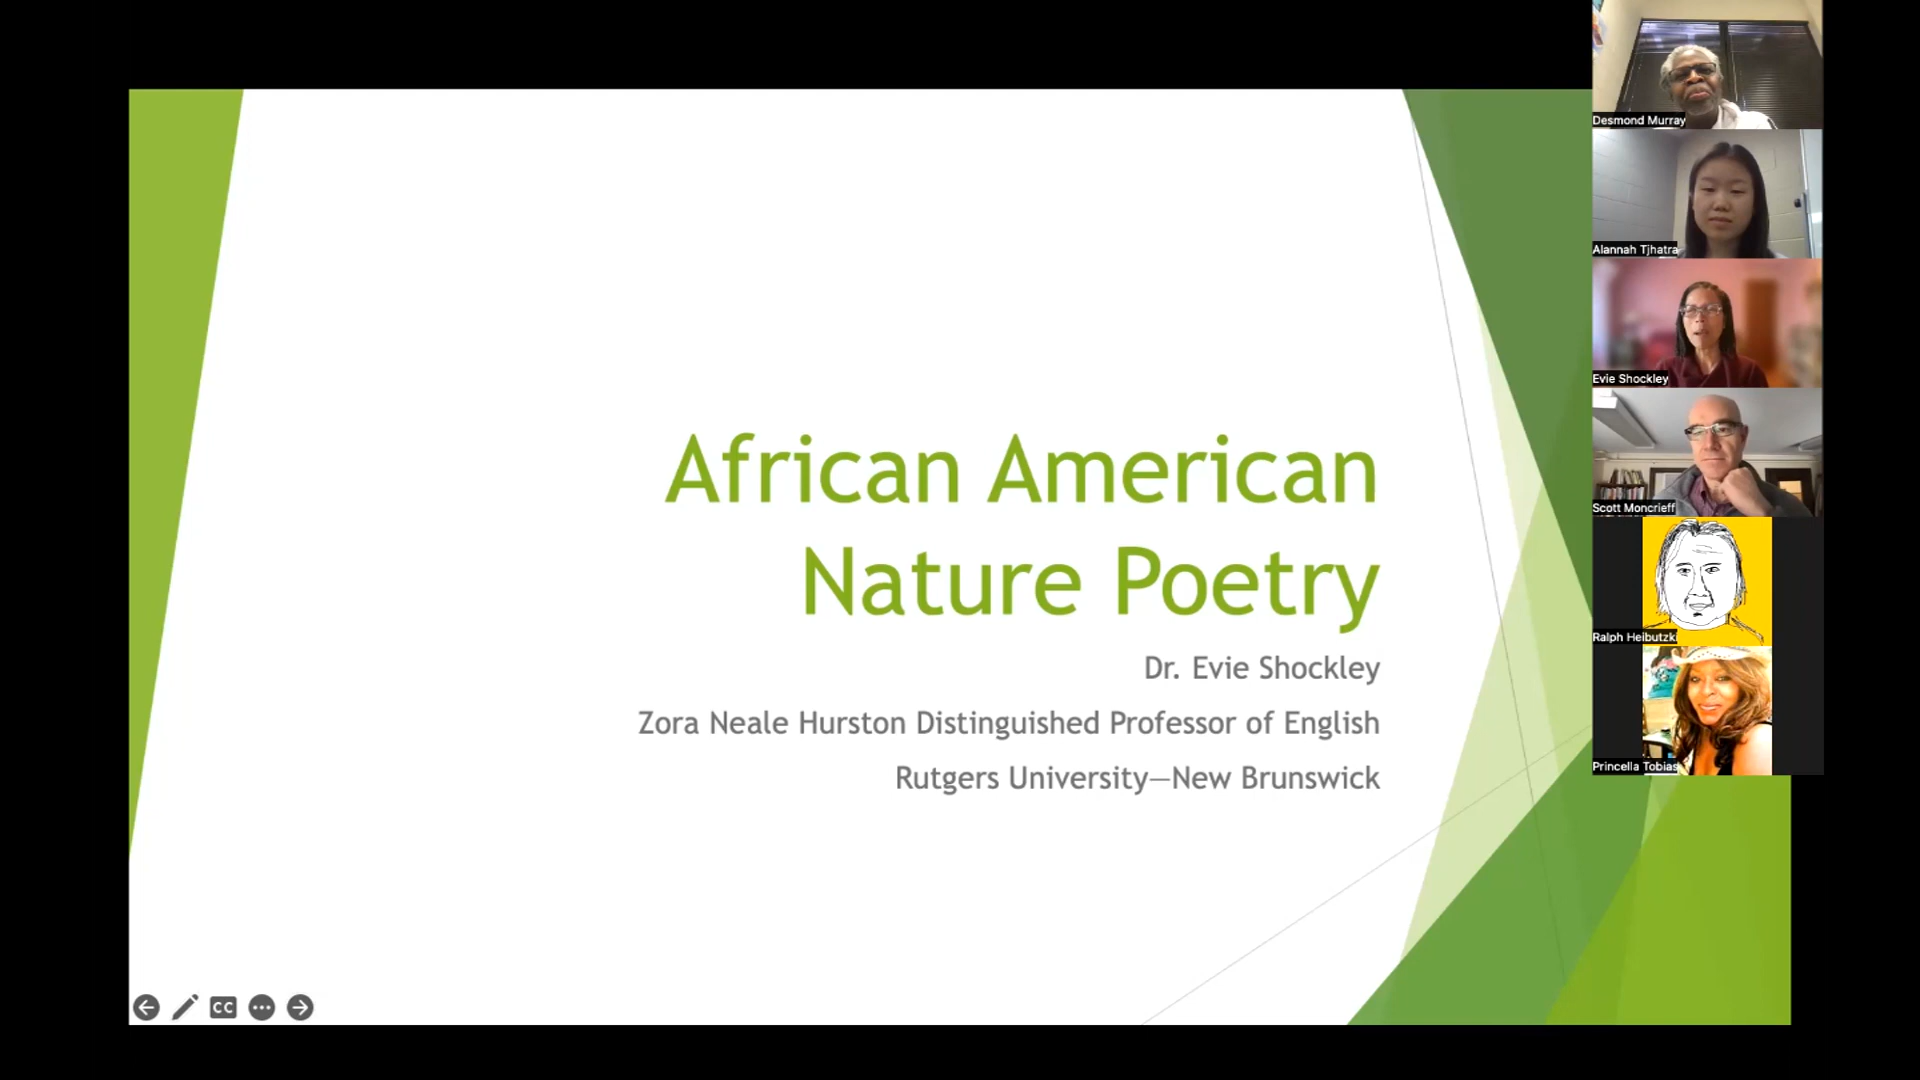 African American
Nature Poetry
Dr. Evie Shockley
Zora Neale Hurston Distinguished Professor of English
Rutgers University—New Brunswick
Desmond Murray
Alannah Tjhatra
Evie Shockley
Scott Moncrieff
Ralph Heibutzki
Princella Tobias
CC